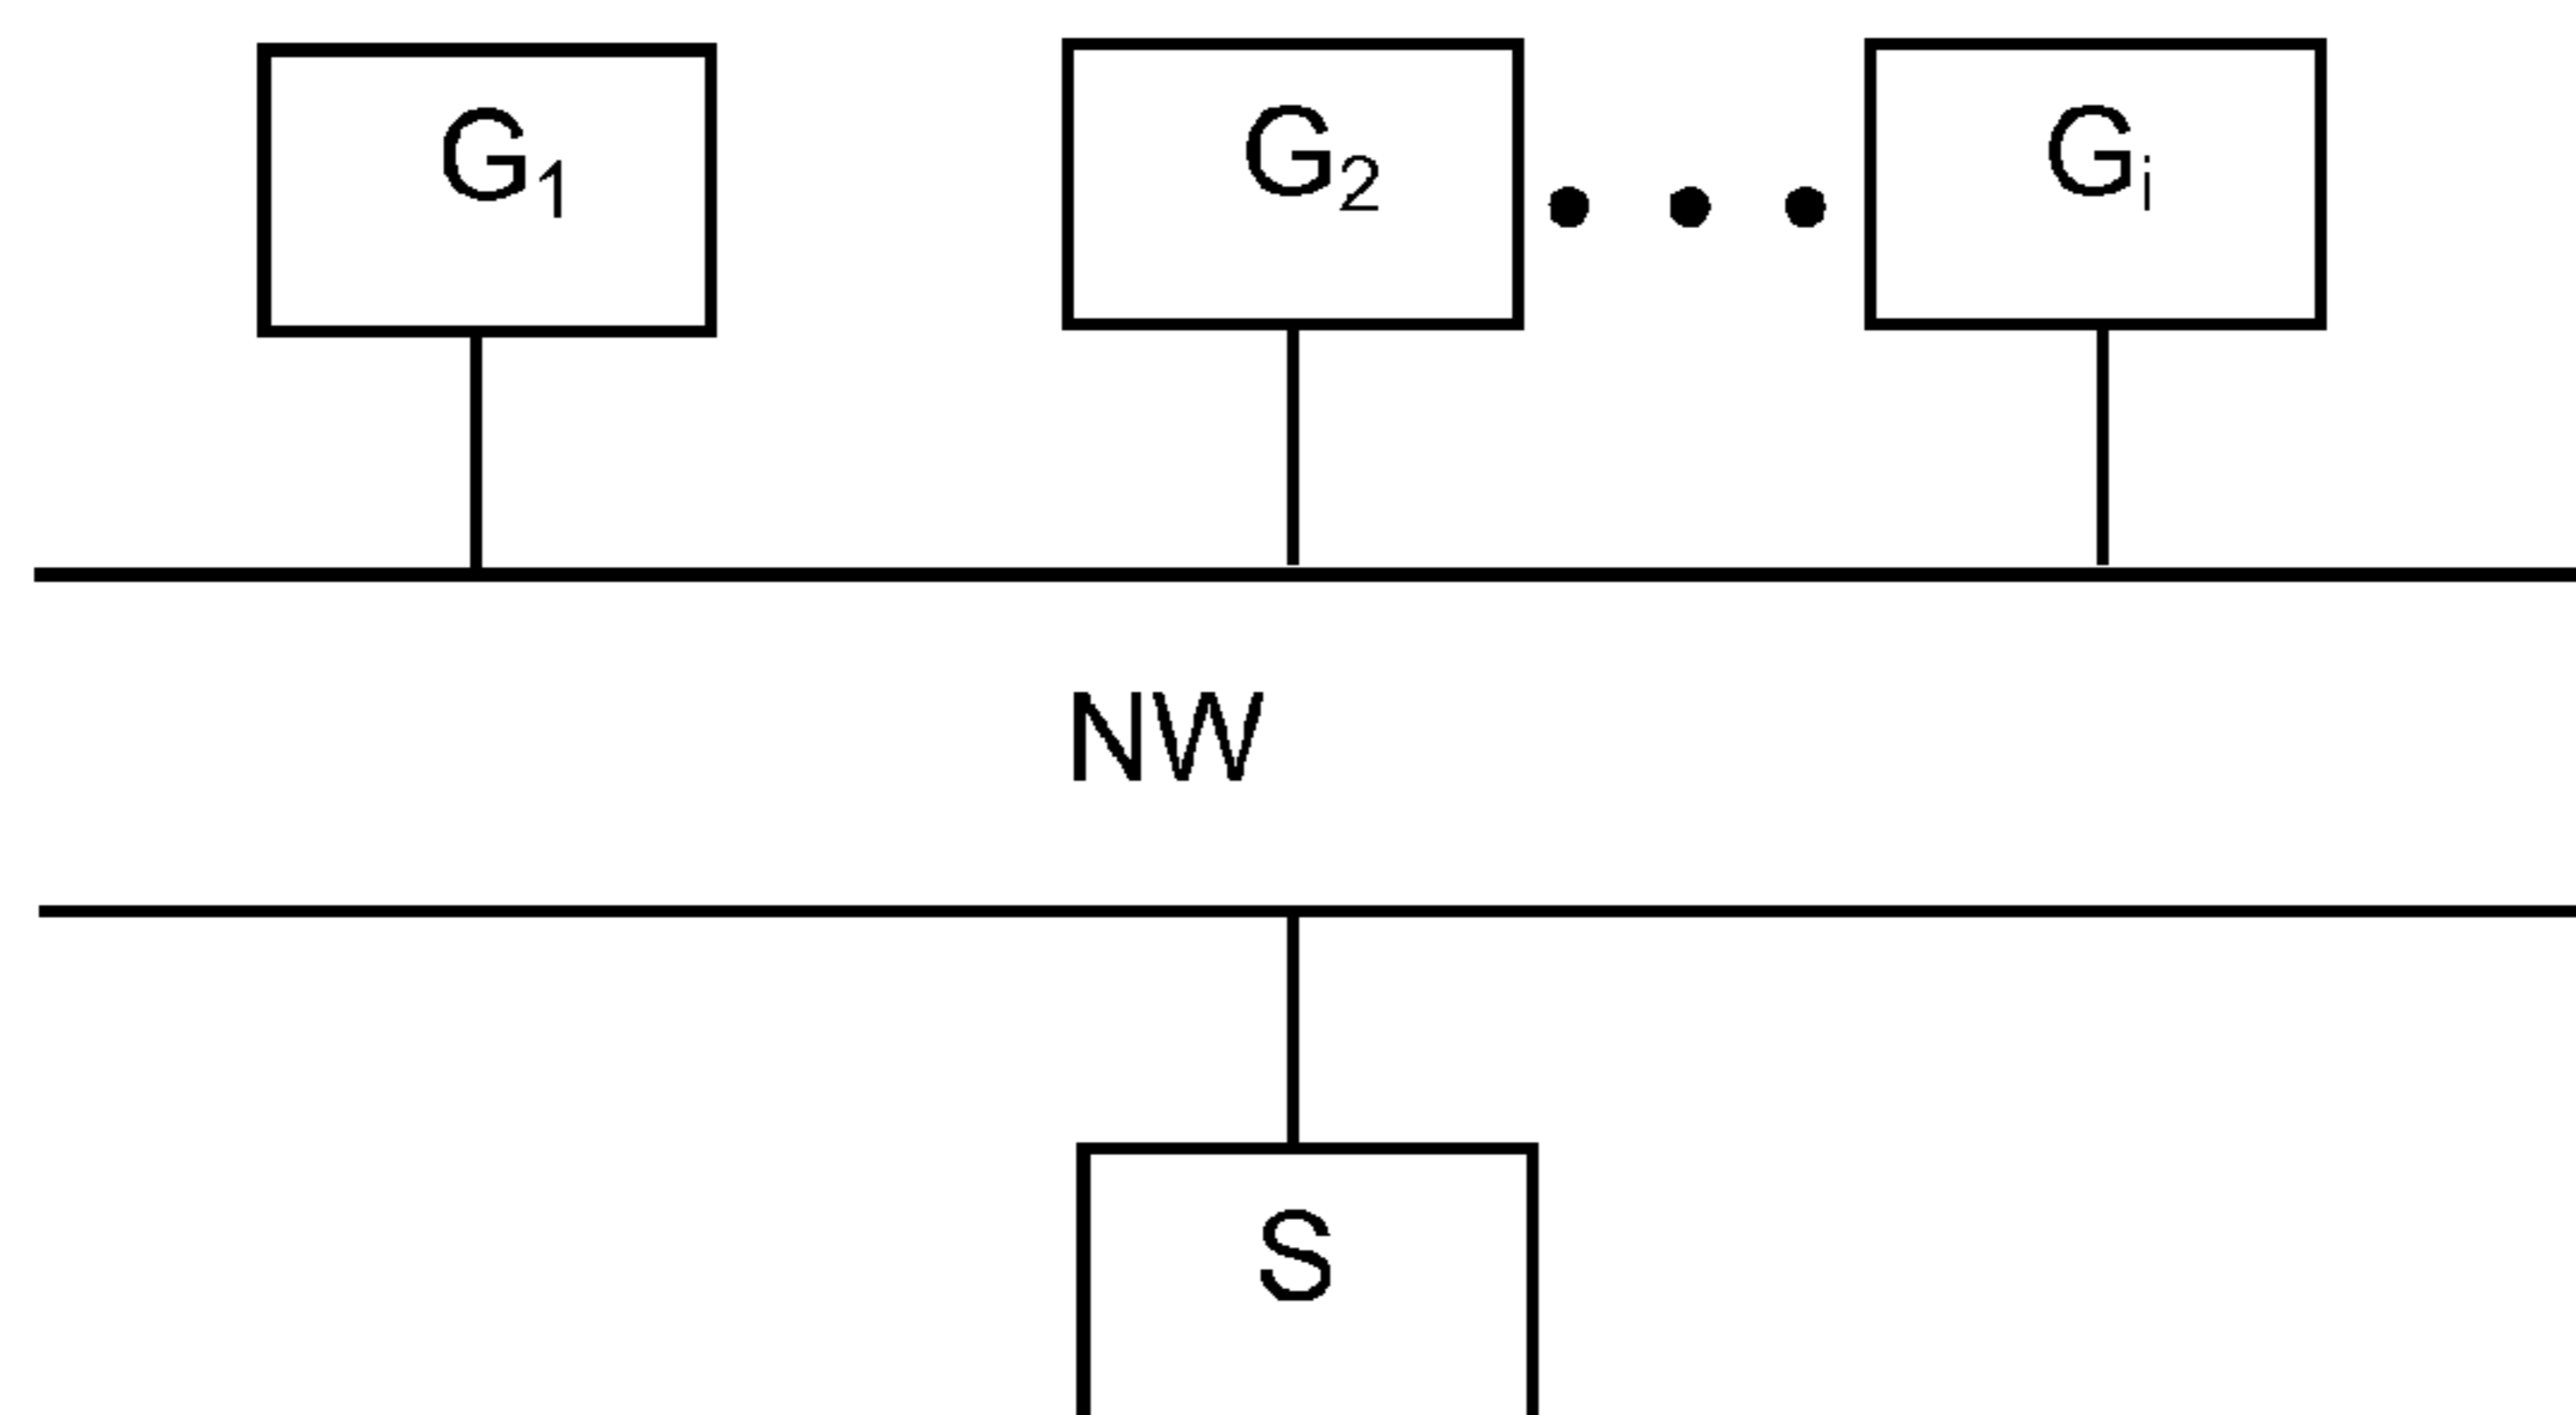 G₁ G₂ • • • Gᵢ
NW
S